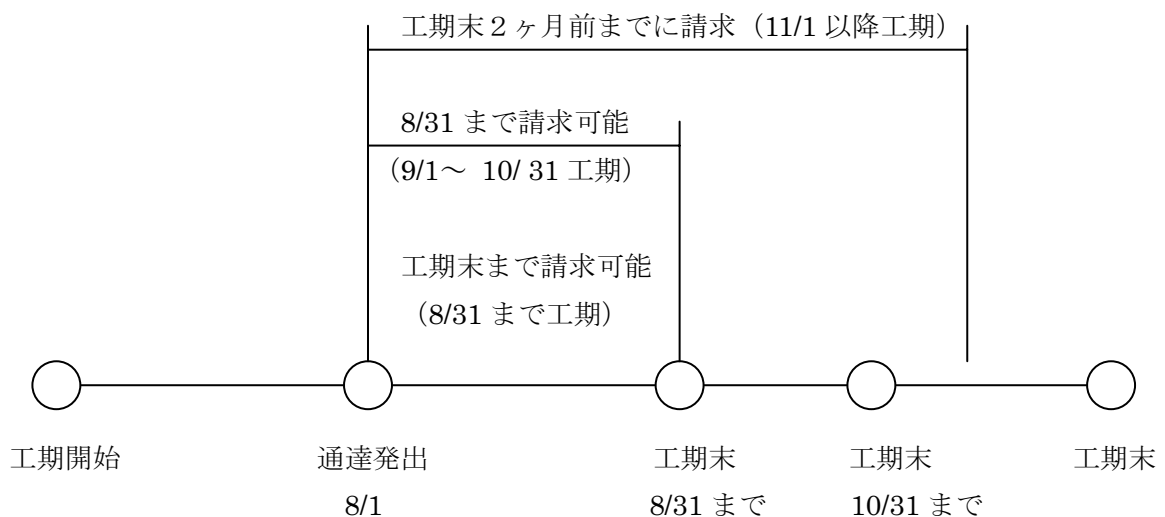 工期末２ヶ月前までに請求（11/1 以降工期）
8/31 まで請求可能
（9/1～ 10/ 31 工期）
工期末まで請求可能
（8/31 まで工期）
工期開始
通達発出
8/1
工期末
8/31 まで
工期末
10/31 まで
工期末